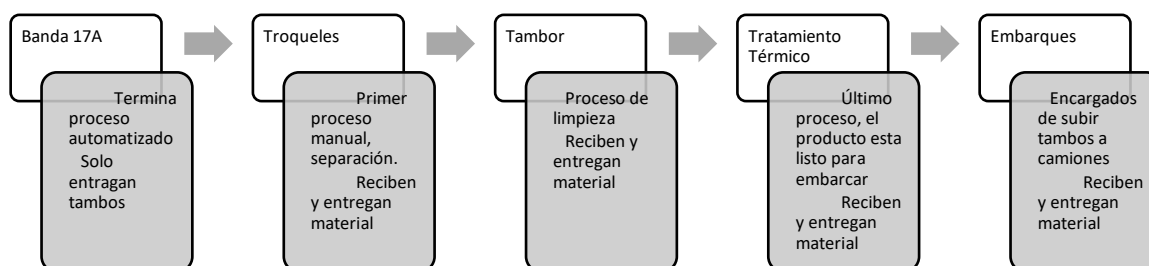 Banda 17A
Termina
proceso
automatizado
Solo
entragan
tambos
Troqueles
Primer
proceso
manual,
separación.
Reciben
y entregan
material
Tambor
Proceso de
limpieza
Reciben y
entregan
material
Tratamiento
Térmico
Último
proceso, el
producto esta
listo para
embarcar
Reciben
y entregan
material
Embarques
Encargados
de subir
tambos a
camiones
Reciben
y entregan
material